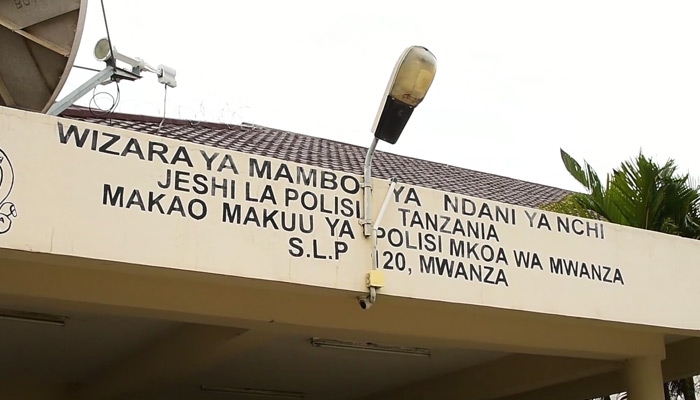 WIZARA YA MAMBO YA NDANI YA NCHI
JESHI LA POLISI TANZANIA
MAKAO MAKUU YA POLISI MKOA WA MWANZA
S.L.P 120, MWANZA